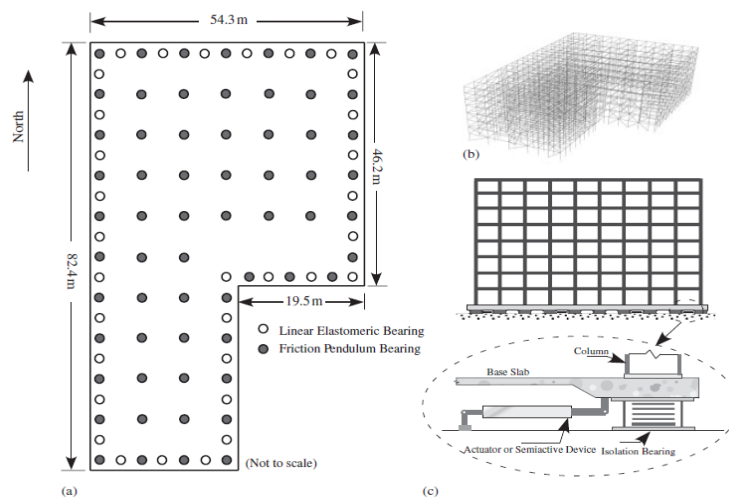 54.3 m
North
82.4 m
46.2 m
19.5 m
Linear Elastomeric Bearing
Friction Pendulum Bearing
(Not to scale)
(a)
(b)
Column
Base Slab
Actuator or Semiactive Device
Isolation Bearing
(c)